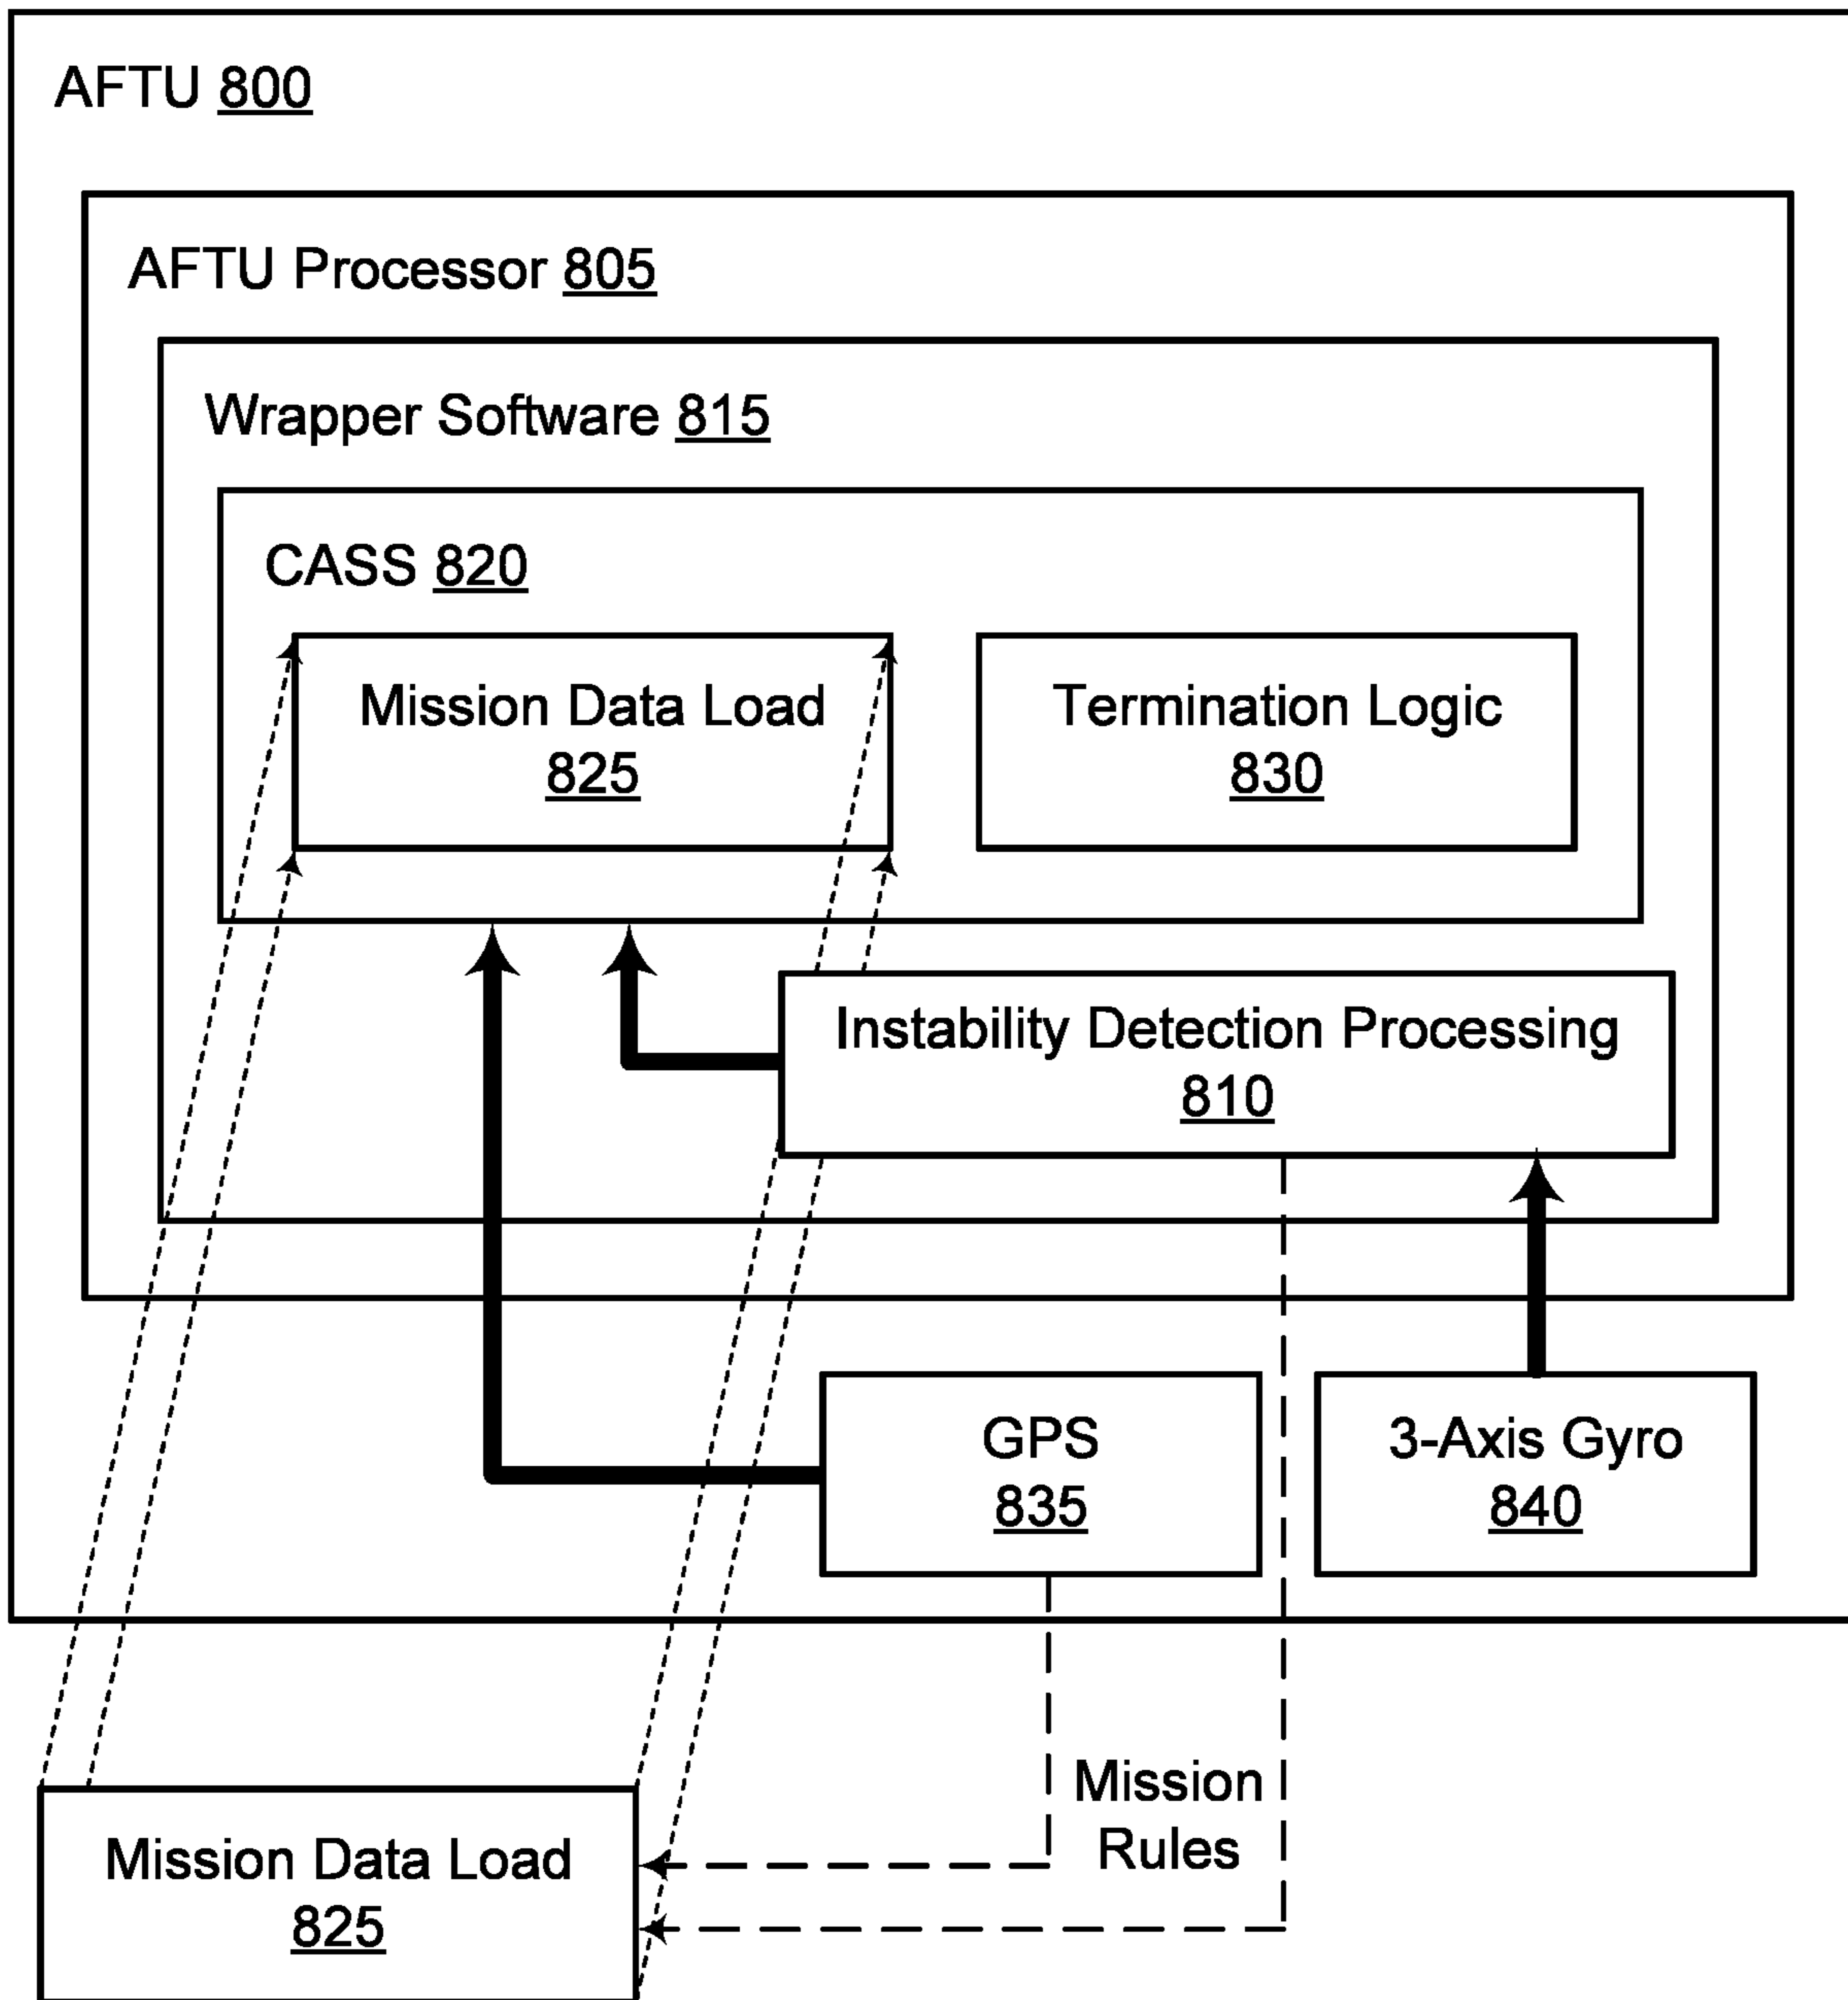 AFTU 800
AFTU Processor 805
Wrapper Software 815
CASS 820
Mission Data Load
825
Termination Logic
830
Instability Detection Processing
810
GPS
835
3-Axis Gyro
840
Mission
Rules
Mission Data Load
825